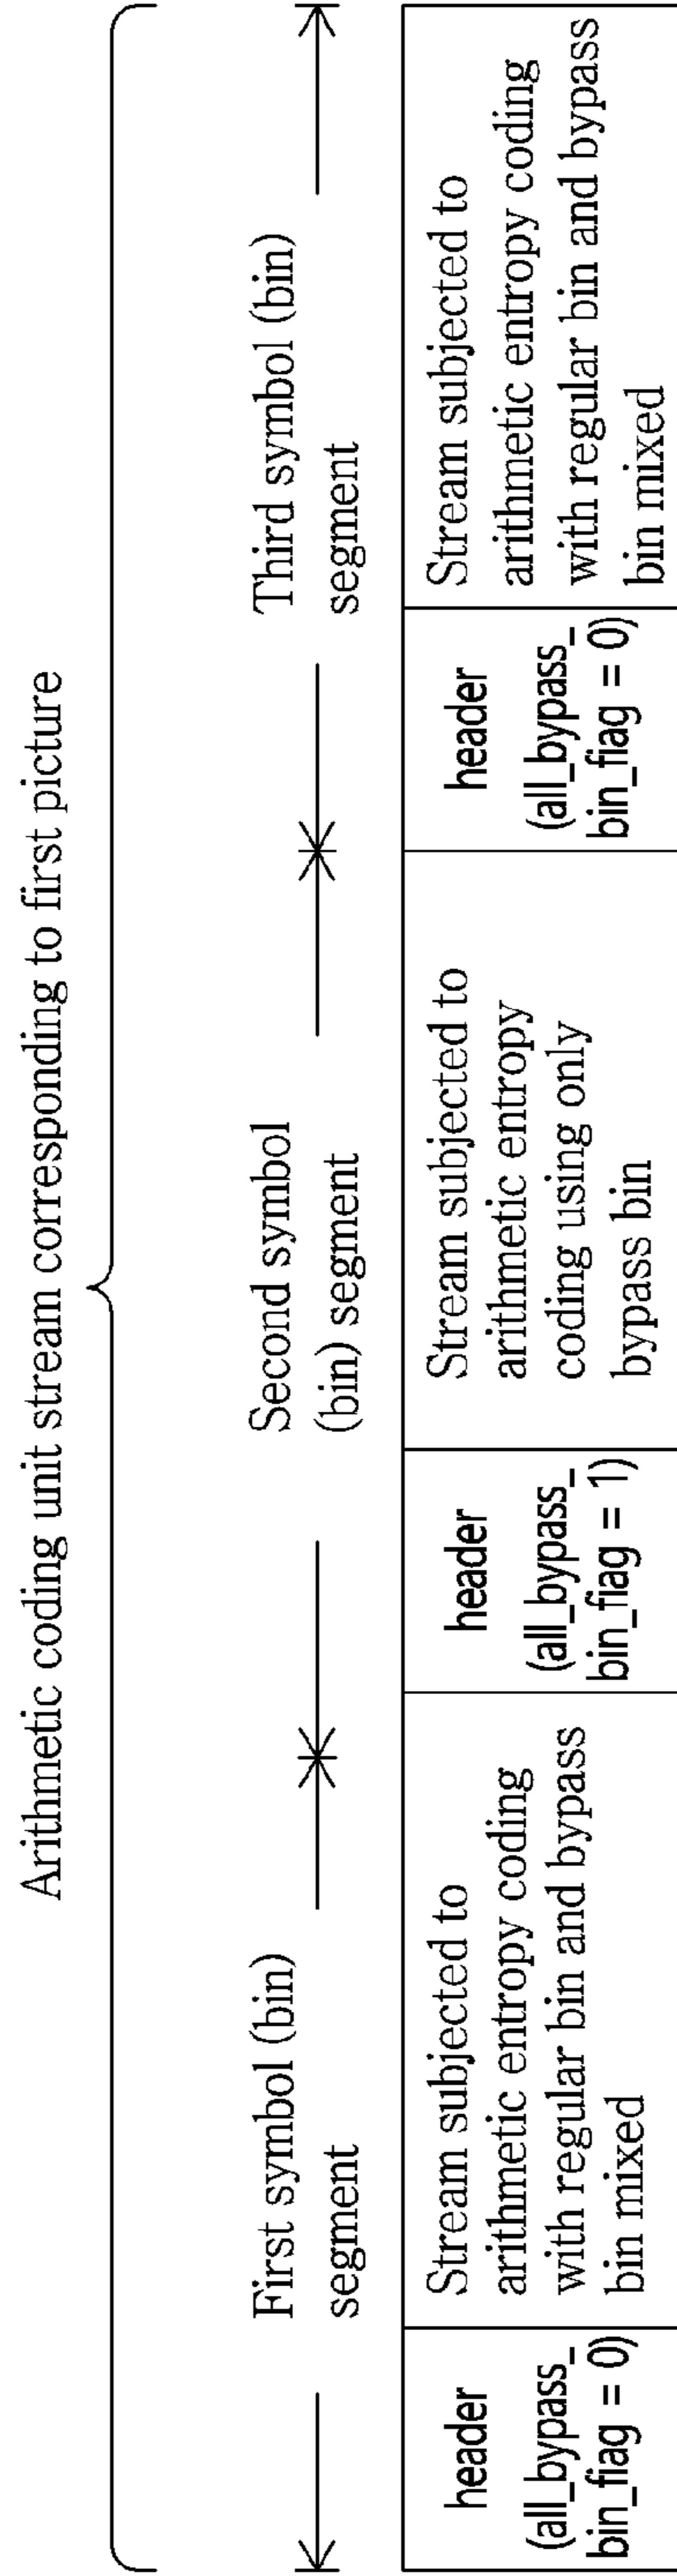 Arithmetic coding unit stream corresponding to first picture
First symbol (bin)
segment
Second symbol
(bin) segment
Third symbol (bin)
segment
header
(all_bypass_
bin_flag = 0)
Stream subjected to
arithmetic entropy coding
with regular bin and bypass
bin mixed
header
(all_bypass_
bin_flag = 1)
Stream subjected to
arithmetic entropy
coding using only
bypass bin
header
(all_bypass_
bin_flag = 0)
Stream subjected to
arithmetic entropy coding
with regular bin and bypass
bin mixed